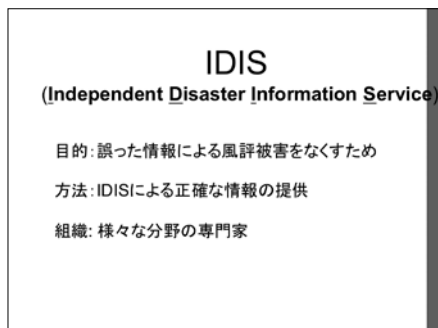 IDIS
(Independent Disaster Information Service)
目的:誤った情報による風評被害をなくすため
方法:IDISによる正確な情報の提供
組織: 様々な分野の専門家